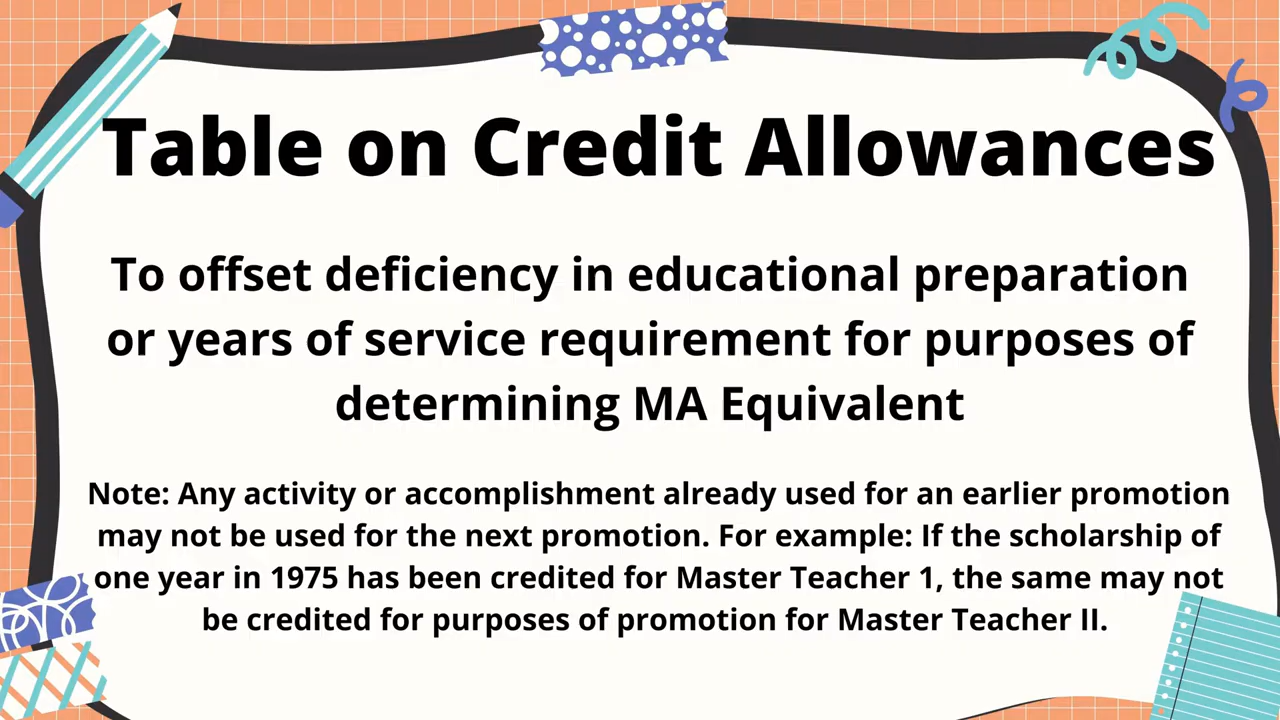 Table on Credit Allowances
To offset deficiency in educational preparation
or years of service requirement for purposes of
determining MA Equivalent
Note: Any activity or accomplishment already used for an earlier promotion
may not be used for the next promotion. For example: If the scholarship of
one year in 1975 has been credited for Master Teacher 1, the same may not
be credited for purposes of promotion for Master Teacher II.